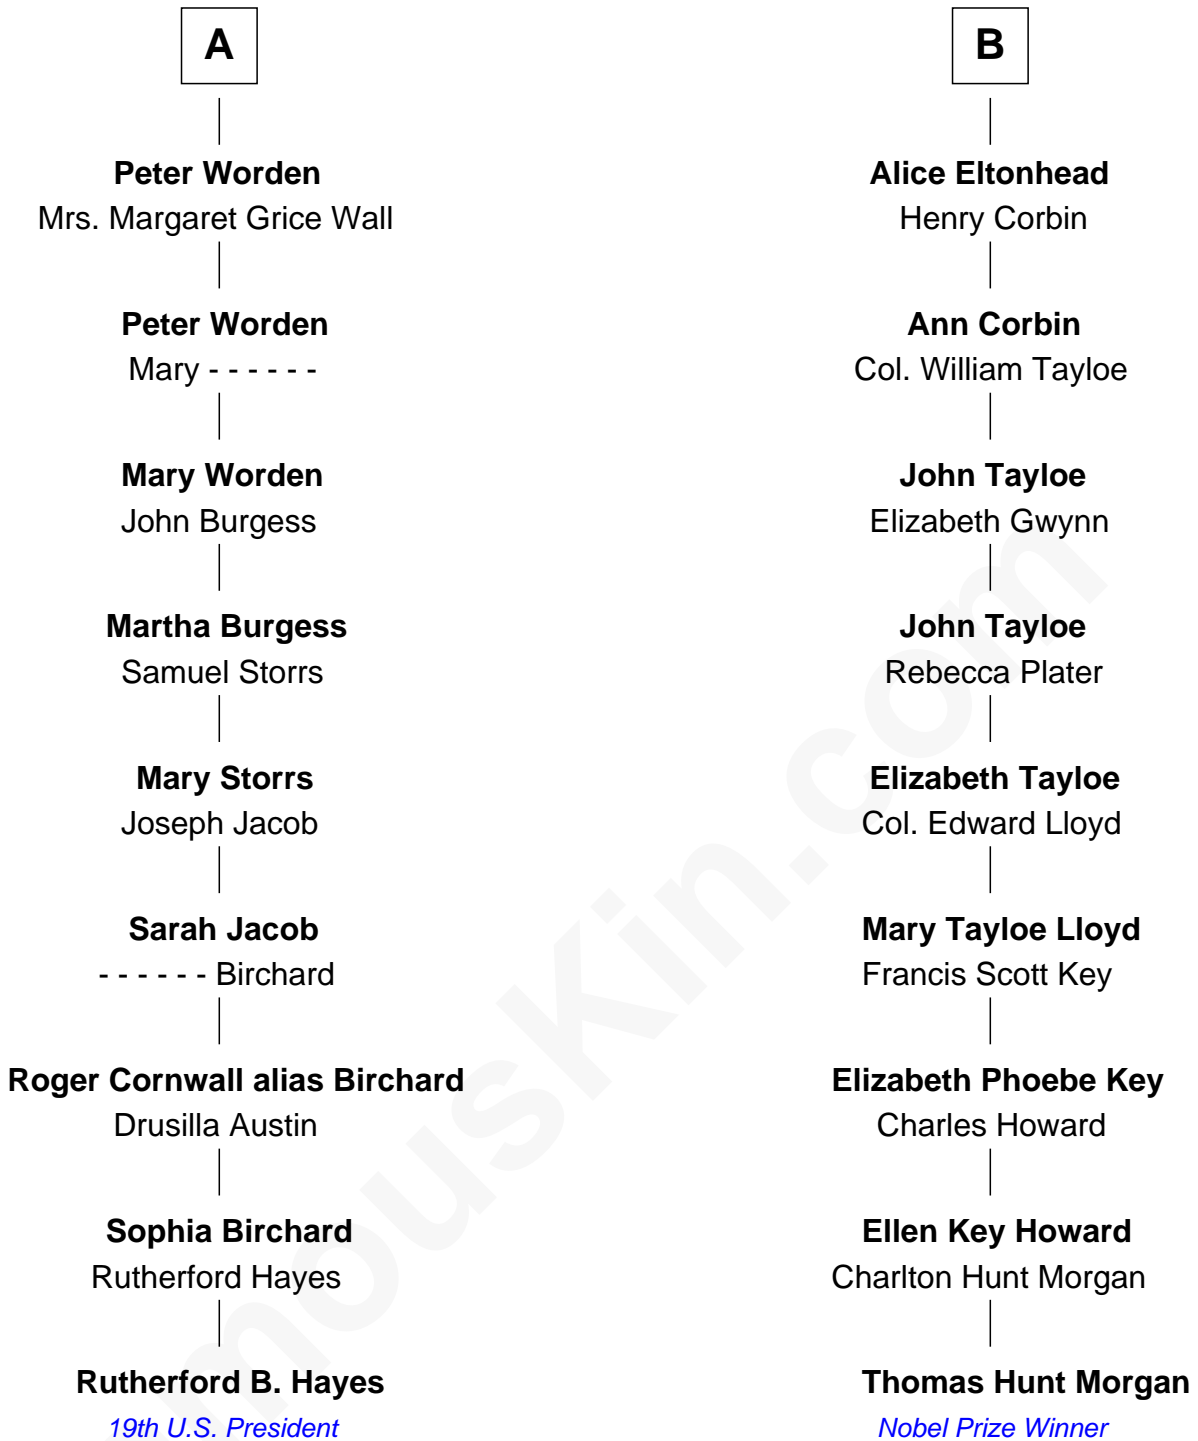 A
Peter Worden
Mrs. Margaret Grice Wall
Peter Worden
Mary - - - - - -
Mary Worden
John Burgess
Martha Burgess
Samuel Storrs
Mary Storrs
Joseph Jacob
Sarah Jacob
- - - - - - Birchard
Roger Cornwall alias Birchard
Drusilla Austin
Sophia Birchard
Rutherford Hayes
Rutherford B. Hayes
19th U.S. President
B
Alice Eltonhead
Henry Corbin
Ann Corbin
Col. William Tayloe
John Tayloe
Elizabeth Gwynn
John Tayloe
Rebecca Plater
Elizabeth Tayloe
Col. Edward Lloyd
Mary Tayloe Lloyd
Francis Scott Key
Elizabeth Phoebe Key
Charles Howard
Ellen Key Howard
Charlton Hunt Morgan
Thomas Hunt Morgan
Nobel Prize Winner
mousKin.com